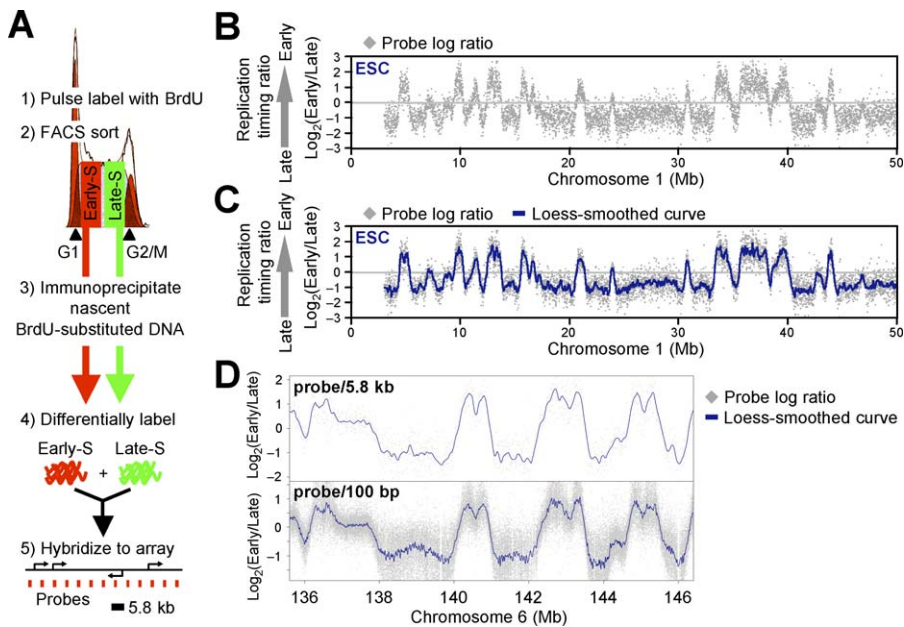 A
1) Pulse label with BrdU
2) FACS sort
Early-S
Late-S
G1
G2/M
3) Immunoprecipitate
nascent
BrdU-substituted DNA
4) Differentially label
Early-S
Late-S
+
5) Hybridize to array
Probes
5.8 kb
B
Probe log ratio
Replication
timing ratio
Early
Late
Log2(Early/Late)
ESC
3
2
1
0
−1
−2
−3
0
10
20
30
40
50
Chromosome 1 (Mb)
C
Probe log ratio
Loess-smoothed curve
Replication
timing ratio
Early
Late
Log2(Early/Late)
ESC
3
2
1
0
−1
−2
−3
0
10
20
30
40
50
Chromosome 1 (Mb)
D
Probe log ratio
Loess-smoothed curve
probe/5.8 kb
Log2(Early/Late)
2
1
0
−1
−2
probe/100 bp
Log2(Early/Late)
1
0
−1
136
138
140
142
144
146
Chromosome 6 (Mb)